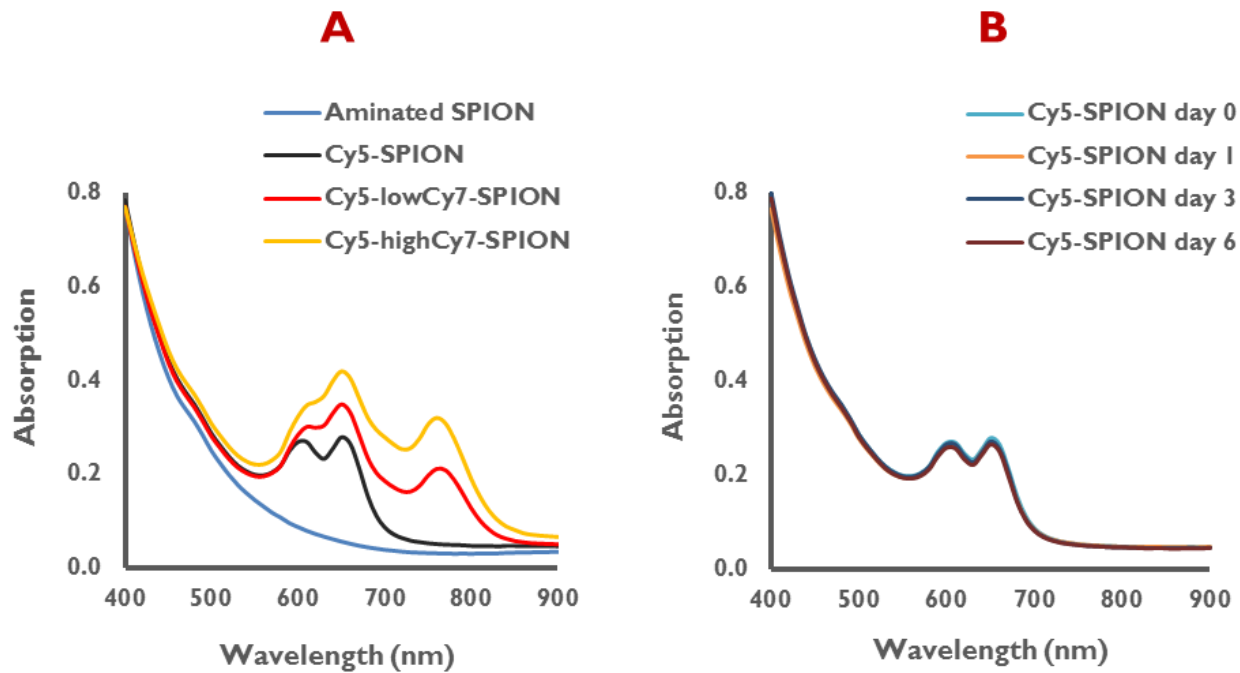 A
Aminated SPION
Cy5-SPION
Cy5-lowCy7-SPION
Cy5-highCy7-SPION
0.8
0.6
0.4
0.2
0.0
Absorption
400 500 600 700 800 900
Wavelength (nm)
B
Cy5-SPION day 0
Cy5-SPION day 1
Cy5-SPION day 3
Cy5-SPION day 6
0.8
0.6
0.4
0.2
0.0
Absorption
400 500 600 700 800 900
Wavelength (nm)